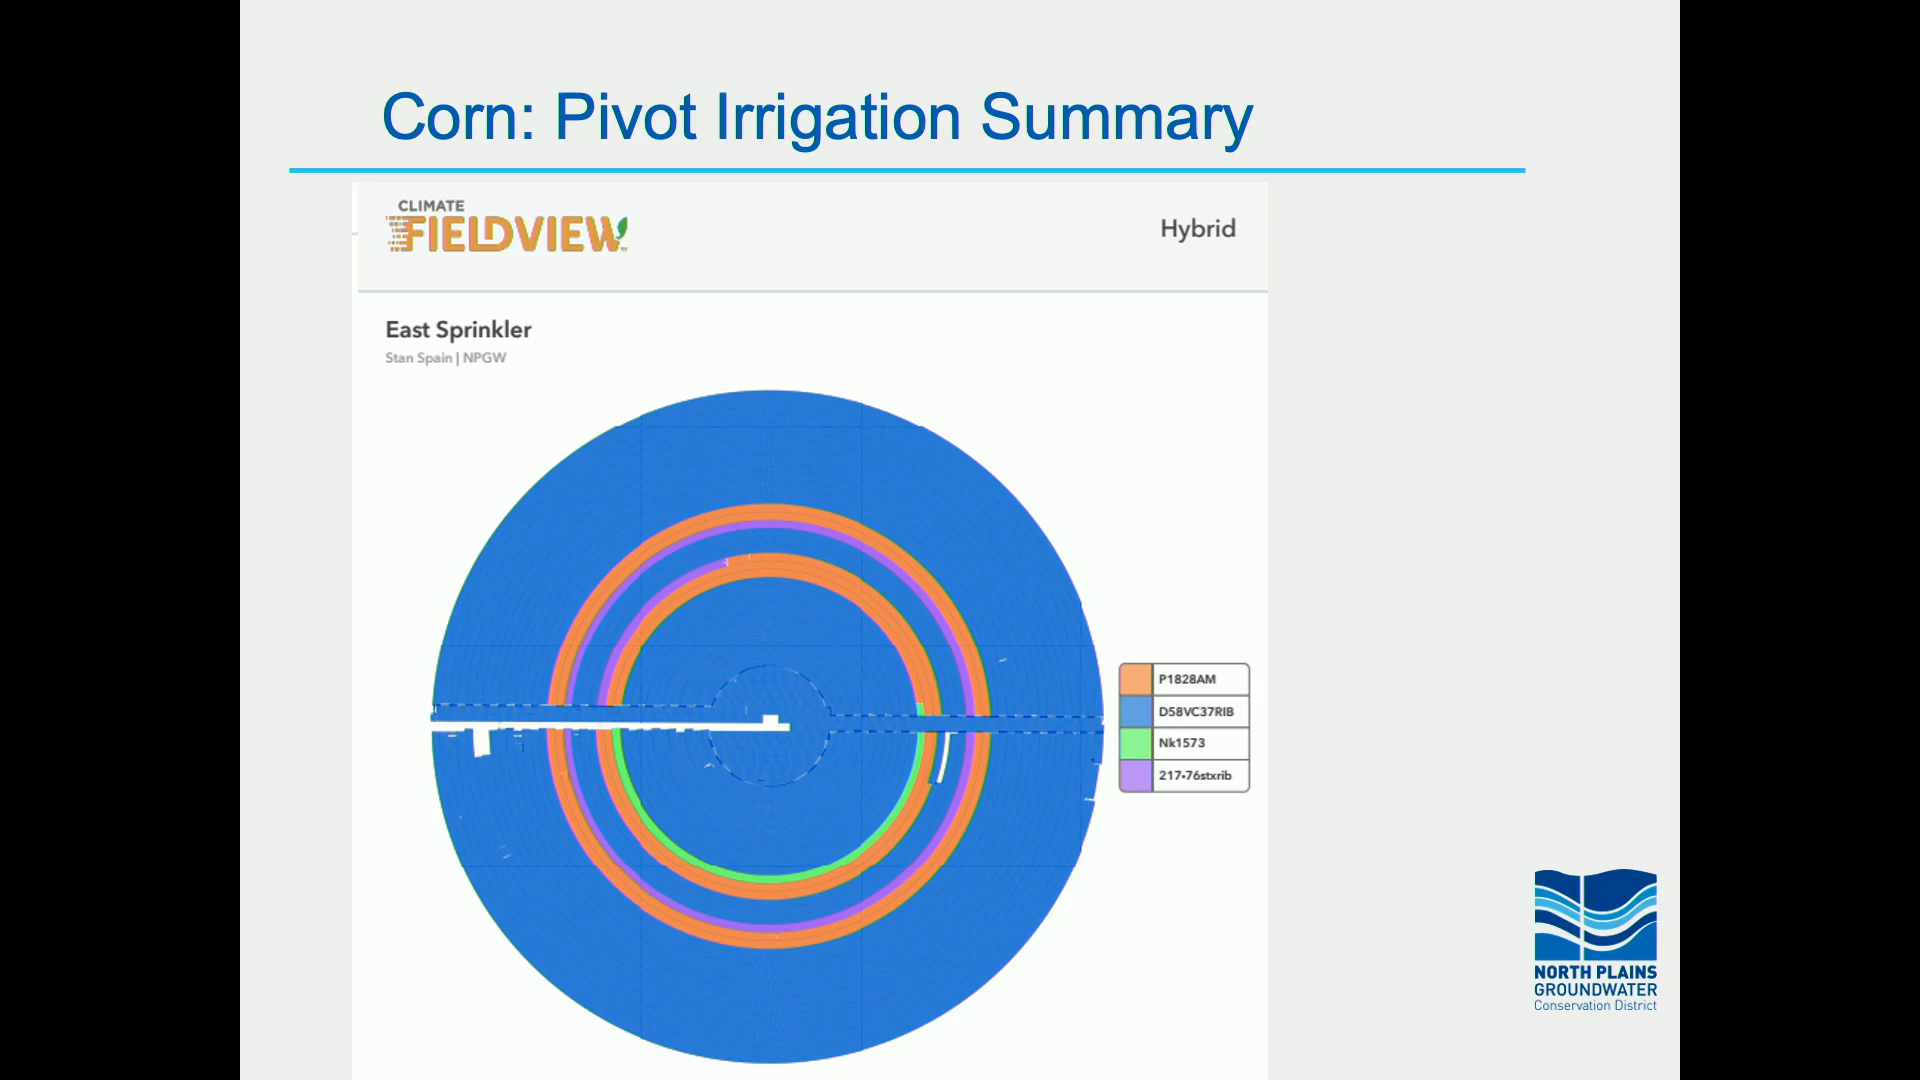 Corn: Pivot Irrigation Summary
CLIMATE
FIELDVIEW™
Hybrid
East Sprinkler
Stan Spain | NPGW
P1828AM
D58VC37RIB
Nk1573
217-76stxrib
NORTH PLAINS
GROUNDWATER
Conservation District